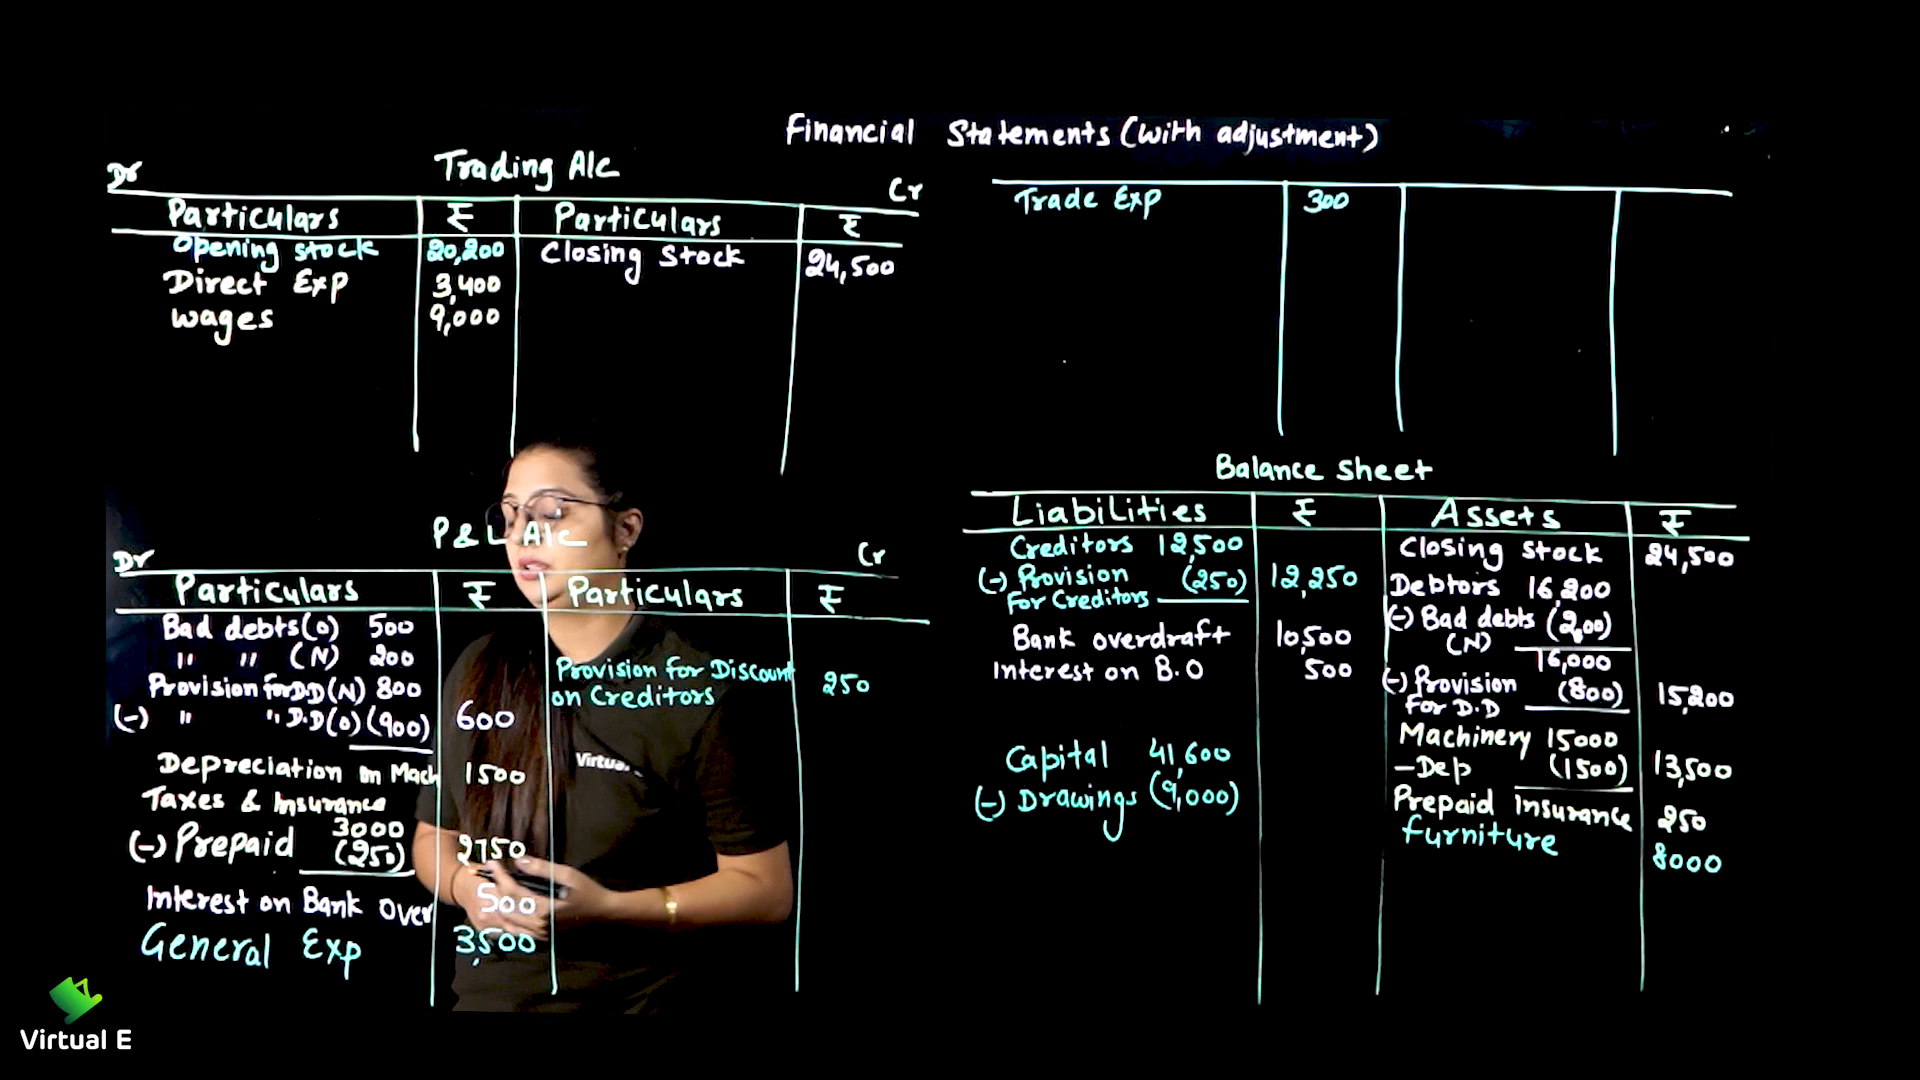 Financial Statements (with adjustment)
Trading A/c
Dr
Cr
Particulars ₹ Particulars ₹
Opening stock 20,200 Closing Stock 24,500
Direct Exp 3,400
Wages 9,000
Trade Exp 300
P & L A/c
Dr
Cr
Particulars ₹ Particulars ₹
Bad debts (o) 500
" " (N) 200
Provision for D.D (N) 800
(-) " " D.D (o) (900) 600
Provision for Discount
on Creditors 250
Depreciation on Mach 1500
Taxes & Insurance
3000
(-) Prepaid (250) 2750
Interest on Bank Over 500
General Exp 3,500
Balance Sheet
Liabilities ₹ Assets ₹
Creditors 12,500
(-) Provision (250) 12,250
for Creditors
Bank overdraft 10,500
Interest on B.O 500
Capital 41,600
(-) Drawings (9,000)
Closing stock 24,500
Debtors 16,200
(-) Bad debts (2,00)
(N) 16,000
(-) Provision (800) 15,200
For D.D
Machinery 15000
-Dep (1500) 13,500
Prepaid Insurance 250
furniture 8000
Virtual
Virtual E